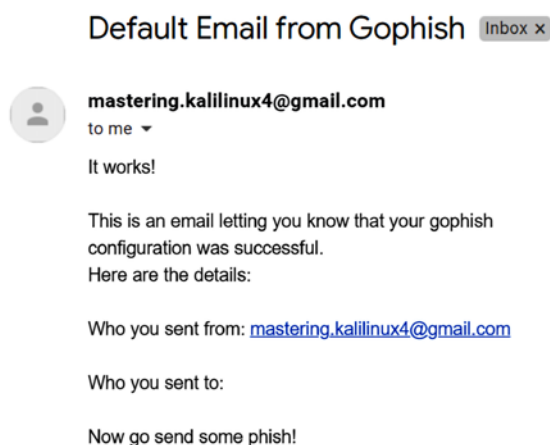 Default Email from Gophish Inbox ×
mastering.kalilinux4@gmail.com
to me
It works!
This is an email letting you know that your gophish
configuration was successful.
Here are the details:
Who you sent from: mastering.kalilinux4@gmail.com
Who you sent to:
Now go send some phish!